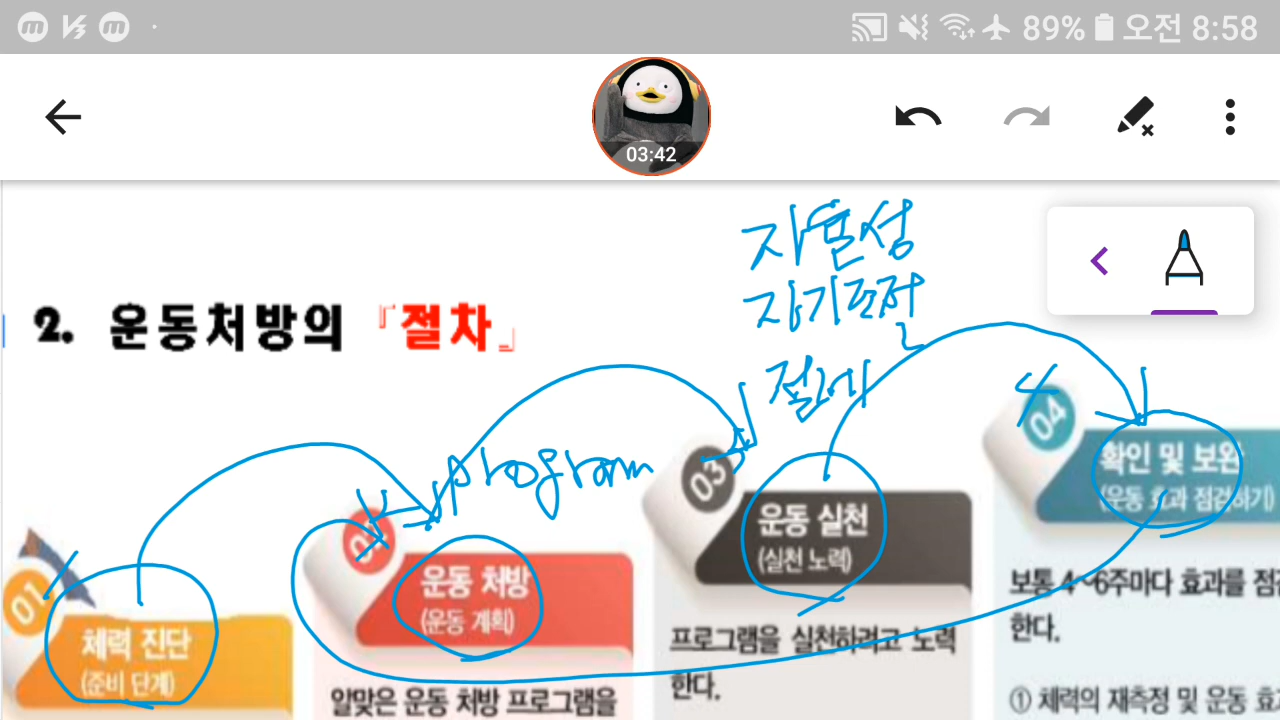 89% 오전 8:58
03:42
자율성
자기조절
절제
2. 운동처방의 『절차』
program
01
체력 진단
(준비 단계)
운동 처방
(운동 계획)
알맞은 운동 처방 프로그램을
03
운동 실천
(실천 노력)
프로그램을 실천하려고 노력
한다.
4
04
확인 및 보완
(운동 효과 점검하기)
보통 4~6주마다 효과를
한다.
① 체력의 재측정 및 운동